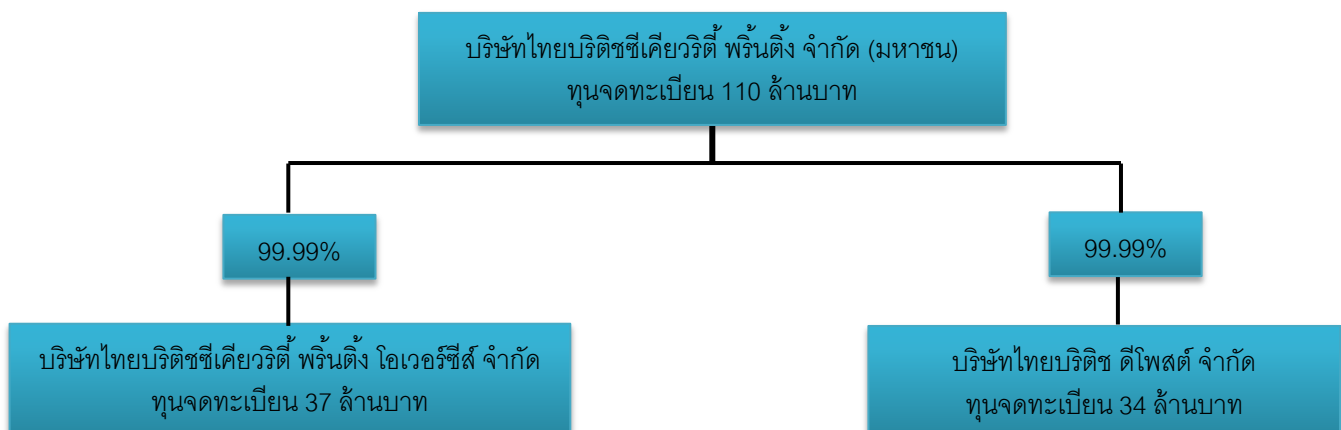 บริษัทไทยบริติชซีเคียวริตี้ พริ้นติ้ง จำกัด (มหาชน)
ทุนจดทะเบียน 110 ล้านบาท
99.99%
99.99%
บริษัทไทยบริติชซีเคียวริตี้ พริ้นติ้ง โอเวอร์ซีส์ จำกัด
ทุนจดทะเบียน 37 ล้านบาท
บริษัทไทยบริติช ดีโพสต์ จำกัด
ทุนจดทะเบียน 34 ล้านบาท